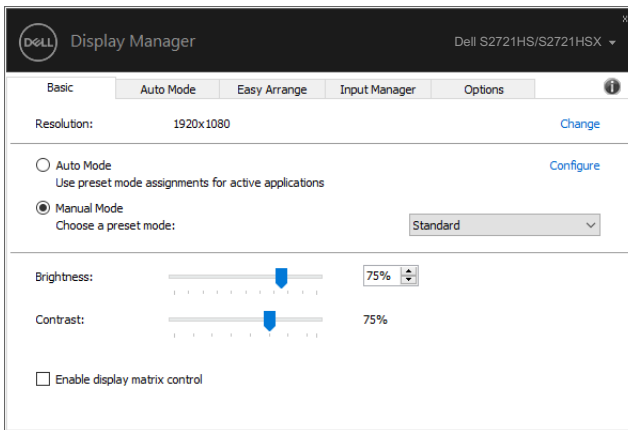 DELL Display Manager Dell S2721HS/S2721HSX
x
Basic Auto Mode Easy Arrange Input Manager Options i
Resolution: 1920x1080 Change
Auto Mode Configure
Use preset mode assignments for active applications
Manual Mode
Choose a preset mode: Standard
Brightness: 75%
Contrast: 75%
Enable display matrix control